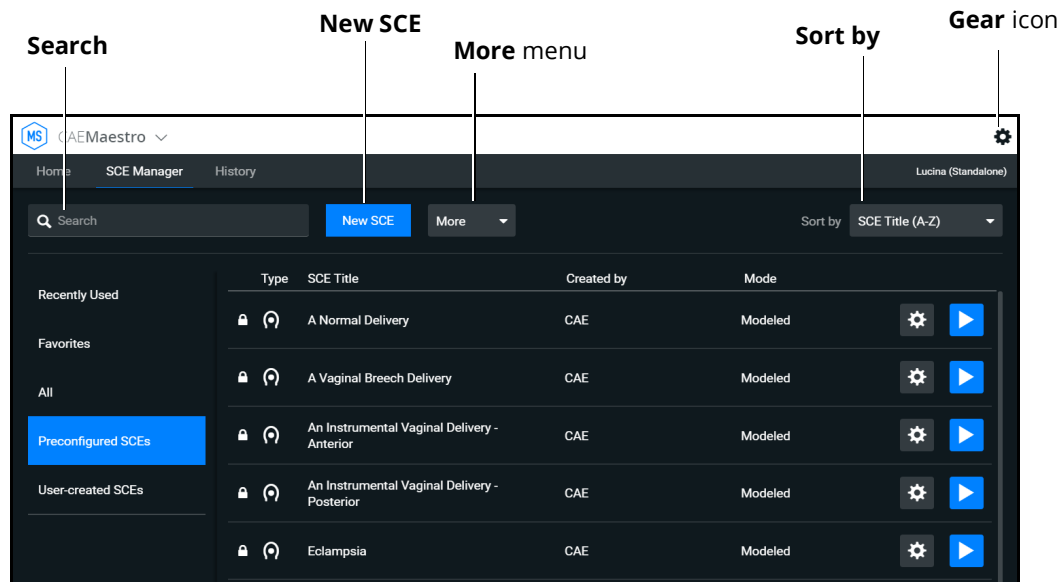 Search
New SCE
More menu
Sort by
Gear icon
MS CAEMaestro
Home SCE Manager History Lucina (Standalone)
Search New SCE More Sort by SCE Title (A-Z)
Type SCE Title Created by Mode
Recently Used
Favorites
All
Preconfigured SCEs
User-created SCEs
A Normal Delivery CAE Modeled
A Vaginal Breech Delivery CAE Modeled
An Instrumental Vaginal Delivery -
Anterior CAE Modeled
An Instrumental Vaginal Delivery -
Posterior CAE Modeled
Eclampsia CAE Modeled